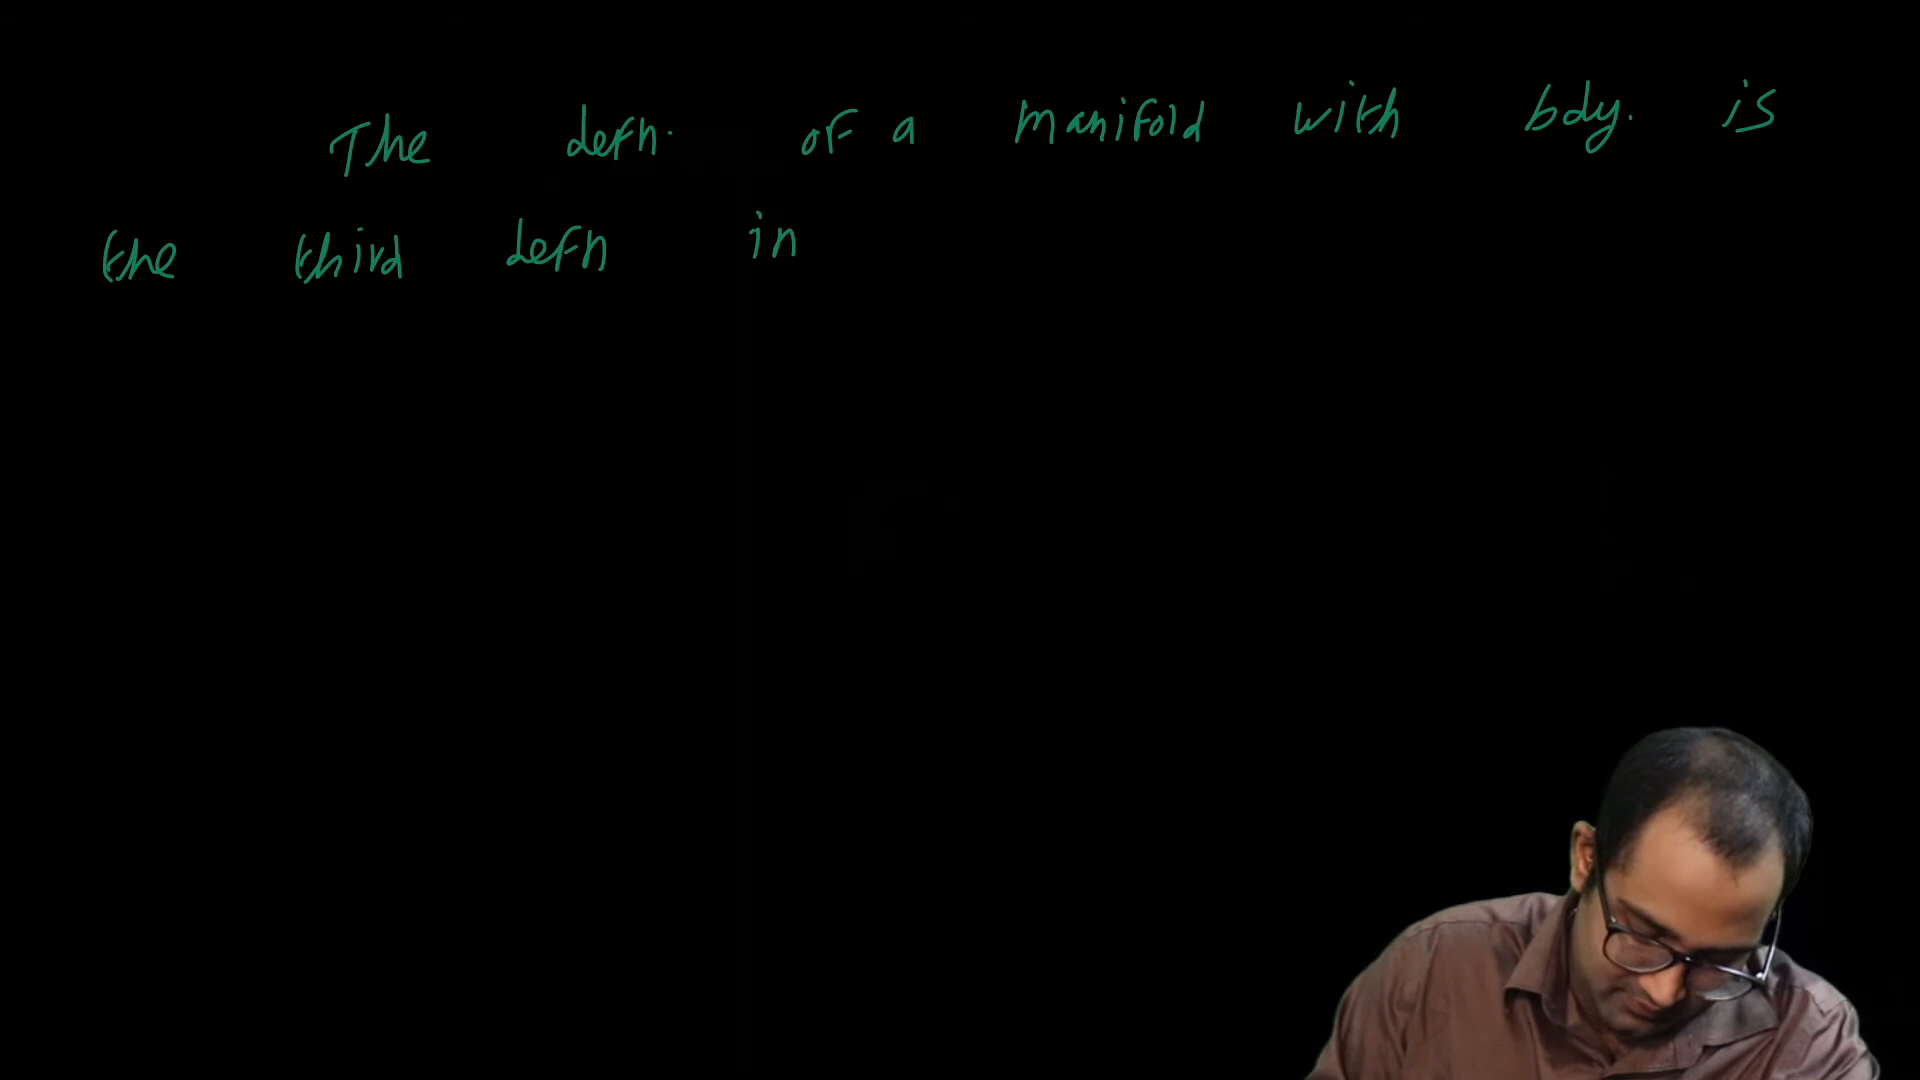 The defn. of a manifold with bdy. is
the third defn in